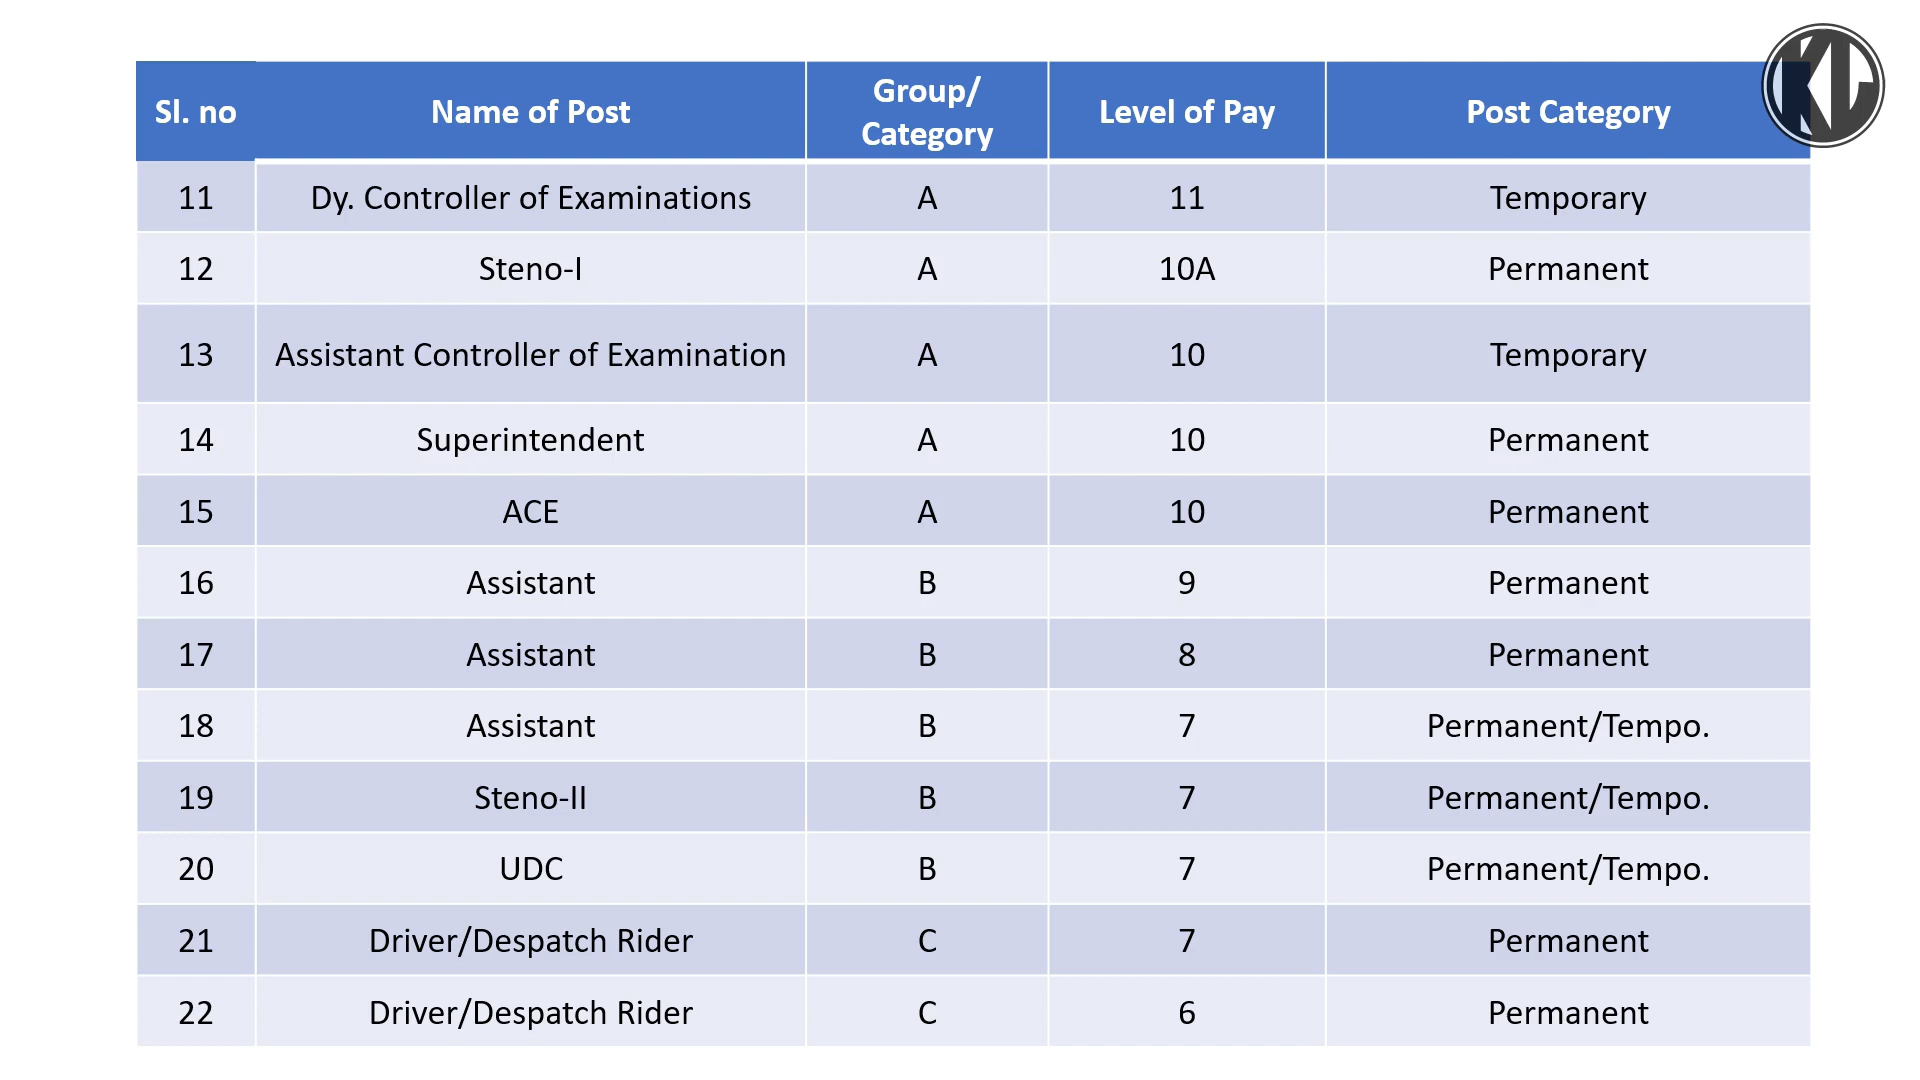 Sl. no Name of Post Group/ Category Level of Pay Post Category
11 Dy. Controller of Examinations A 11 Temporary
12 Steno-I A 10A Permanent
13 Assistant Controller of Examination A 10 Temporary
14 Superintendent A 10 Permanent
15 ACE A 10 Permanent
16 Assistant B 9 Permanent
17 Assistant B 8 Permanent
18 Assistant B 7 Permanent/Tempo.
19 Steno-II B 7 Permanent/Tempo.
20 UDC B 7 Permanent/Tempo.
21 Driver/Despatch Rider C 7 Permanent
22 Driver/Despatch Rider C 6 Permanent